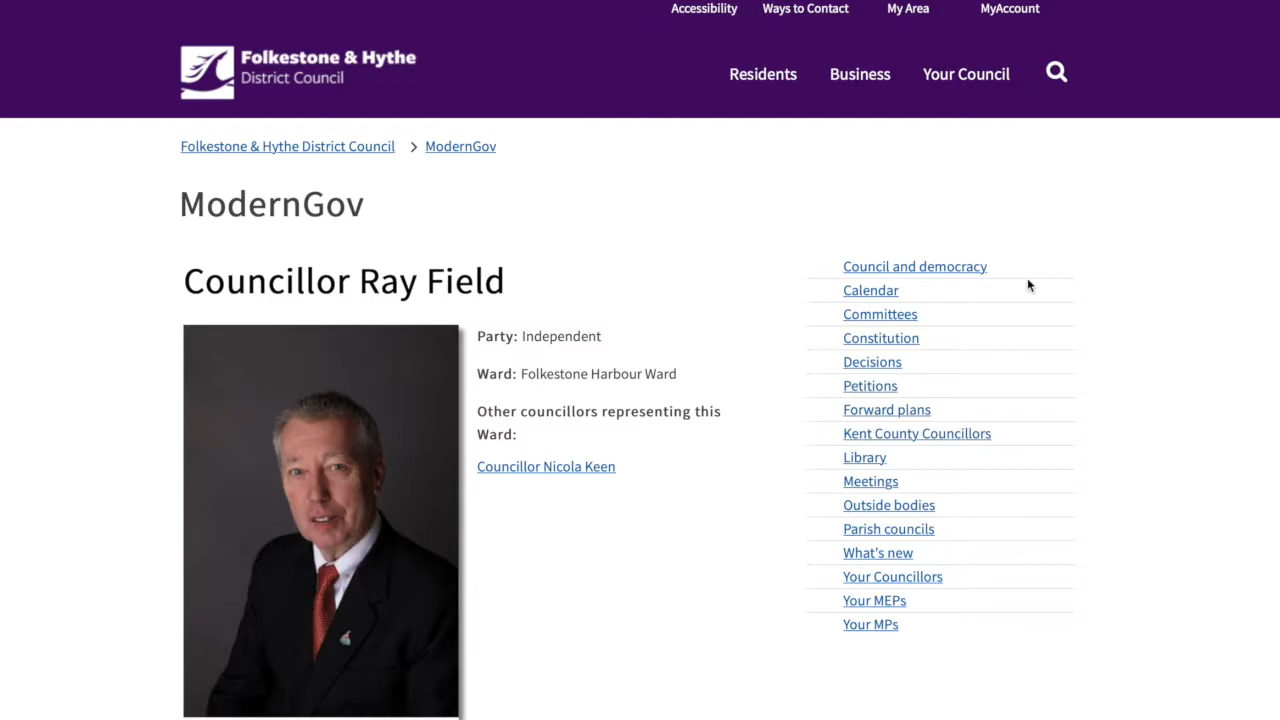 Accessibility Ways to Contact My Area MyAccount
Folkestone & Hythe
District Council
Residents Business Your Council
Folkestone & Hythe District Council > ModernGov
ModernGov
Councillor Ray Field
Party: Independent
Ward: Folkestone Harbour Ward
Other councillors representing this
Ward:
Councillor Nicola Keen
Council and democracy
Calendar
Committees
Constitution
Decisions
Petitions
Forward plans
Kent County Councillors
Library
Meetings
Outside bodies
Parish councils
What's new
Your Councillors
Your MEPs
Your MPs